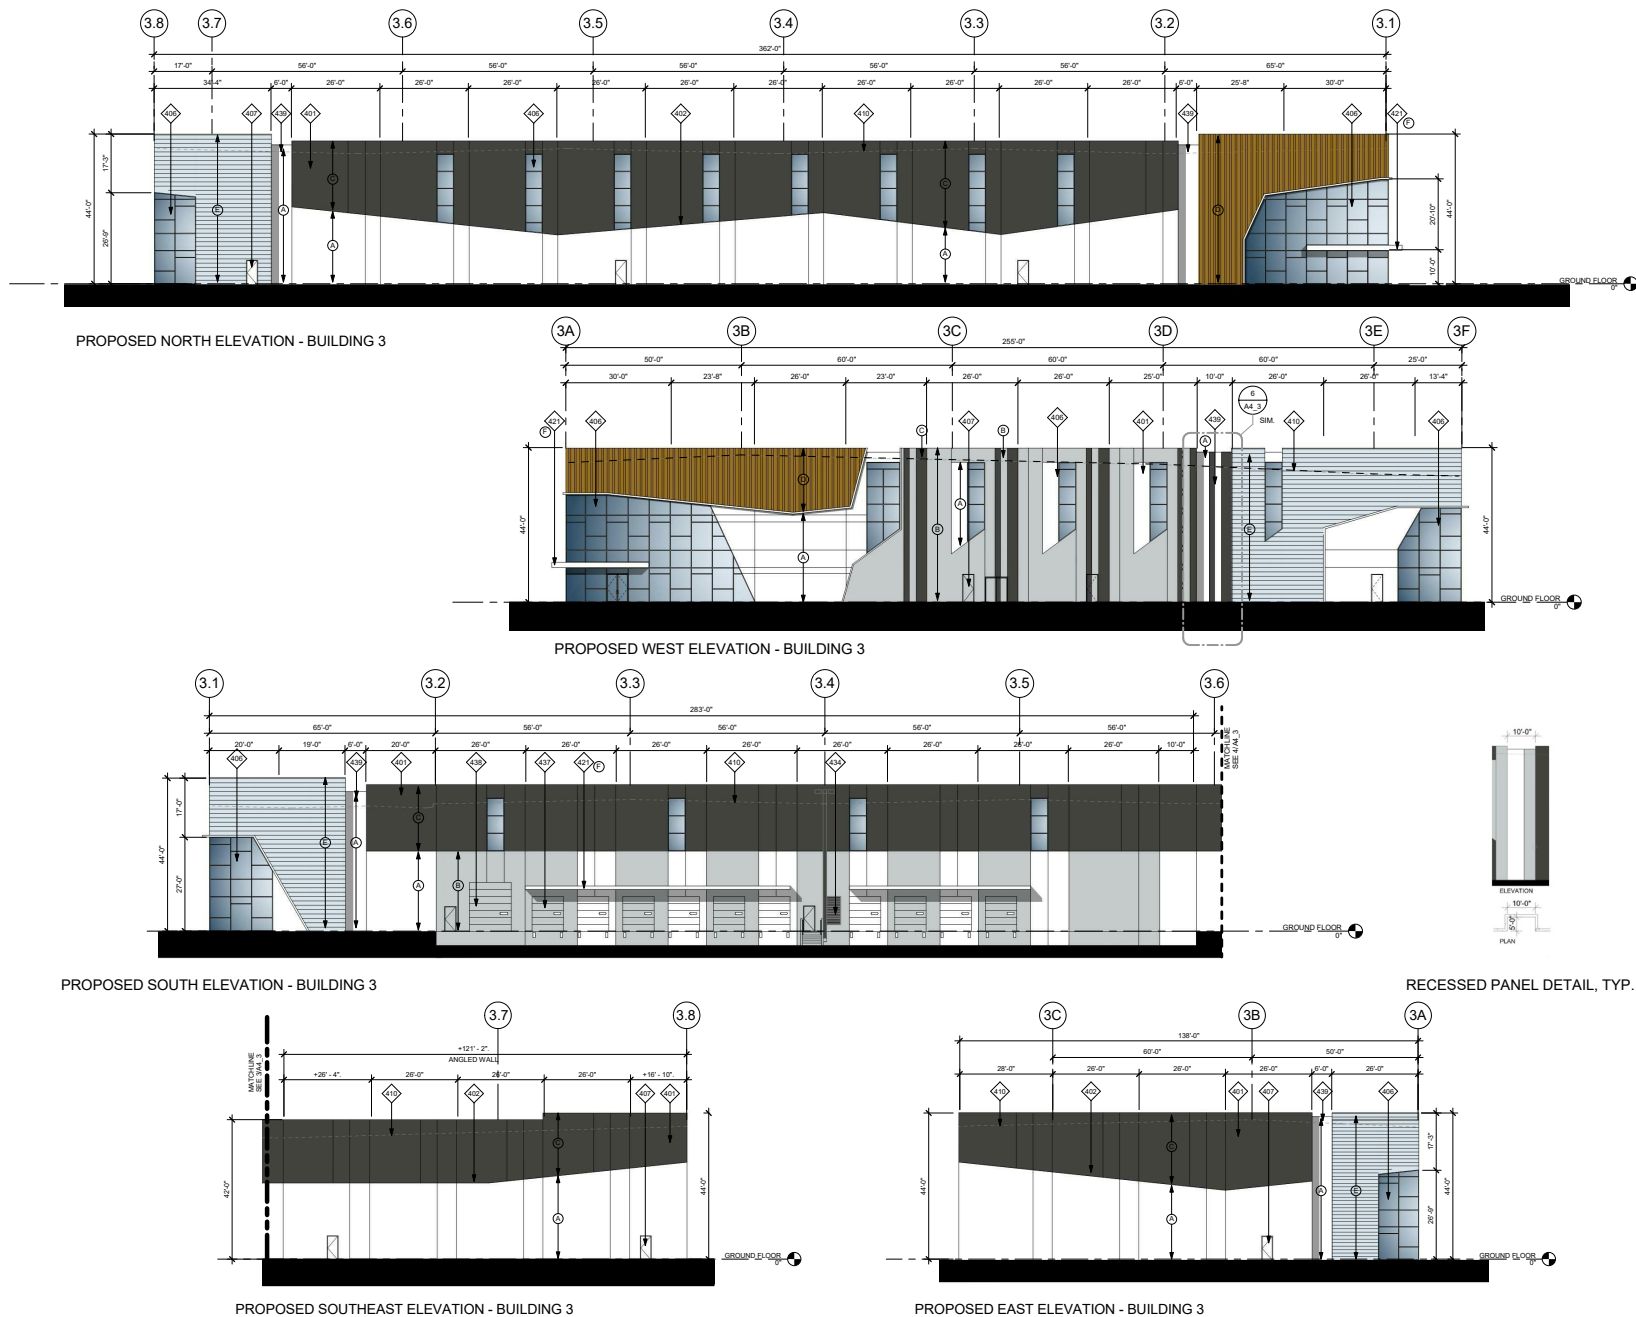 3.8 3.7 3.6 3.5 3.4 3.3 3.2 3.1
362'-0"
17'-0" 56'-0" 56'-0" 56'-0" 56'-0" 56'-0" 65'-0"
34'-4" 6'-0" 26'-0" 26'-0" 26'-0" 26'-0" 26'-0" 26'-0" 26'-0" 26'-0" 25'-0" 26'-0" 6'-0" 25'-8" 30'-0"
406 407 439 401 406 402 410 439 406 421
F
44'-0" 17'-3" 26'-9" E A C A C A D 20'-10" 10'-0" 44'-0"
GROUND FLOOR
0"
PROPOSED NORTH ELEVATION - BUILDING 3
3A 3B 3C 3D 3E 3F
255'-0"
50'-0" 60'-0" 60'-0" 60'-0" 25'-0"
30'-0" 23'-8" 26'-0" 23'-0" 26'-0" 26'-0" 25'-0" 10'-0" 26'-0" 26'-0" 13'-4"
6
A4_3
SIM.
421 406 407 406 401 439 410 406
F C B A
44'-0" D A B A E 44'-0"
GROUND FLOOR
0"
PROPOSED WEST ELEVATION - BUILDING 3
3.1 3.2 3.3 3.4 3.5 3.6
283'-0"
65'-0" 56'-0" 56'-0" 56'-0" 56'-0"
20'-0" 19'-0" 6'-0" 20'-0" 26'-0" 26'-0" 26'-0" 26'-0" 26'-0" 26'-0" 26'-0" 26'-0" 10'-0"
406 439 401 438 437 421 F 410 434
MATCHLINE
SEE 4/A4_3
44'-0" 17'-0" 27'-0" E A C A B
GROUND FLOOR
0"
PROPOSED SOUTH ELEVATION - BUILDING 3
10'-0"
ELEVATION
10'-0"
5'-0"
PLAN
RECESSED PANEL DETAIL, TYP.
3.7 3.8
MATCHLINE
SEE 3/A4_3
+121' - 2".
ANGLED WALL
+26' - 4". 26'-0" 26'-0" 26'-0" +16' - 10".
410 402 407 401
42'-0" C A 44'-0"
GROUND FLOOR
0"
PROPOSED SOUTHEAST ELEVATION - BUILDING 3
3C 3B 3A
138'-0"
60'-0" 50'-0"
28'-0" 26'-0" 26'-0" 26'-0" 6'-0" 26'-0"
410 402 401 407 439 406
44'-0" C A A E 17'-3" 26'-9" 44'-0"
GROUND FLOOR
0"
PROPOSED EAST ELEVATION - BUILDING 3